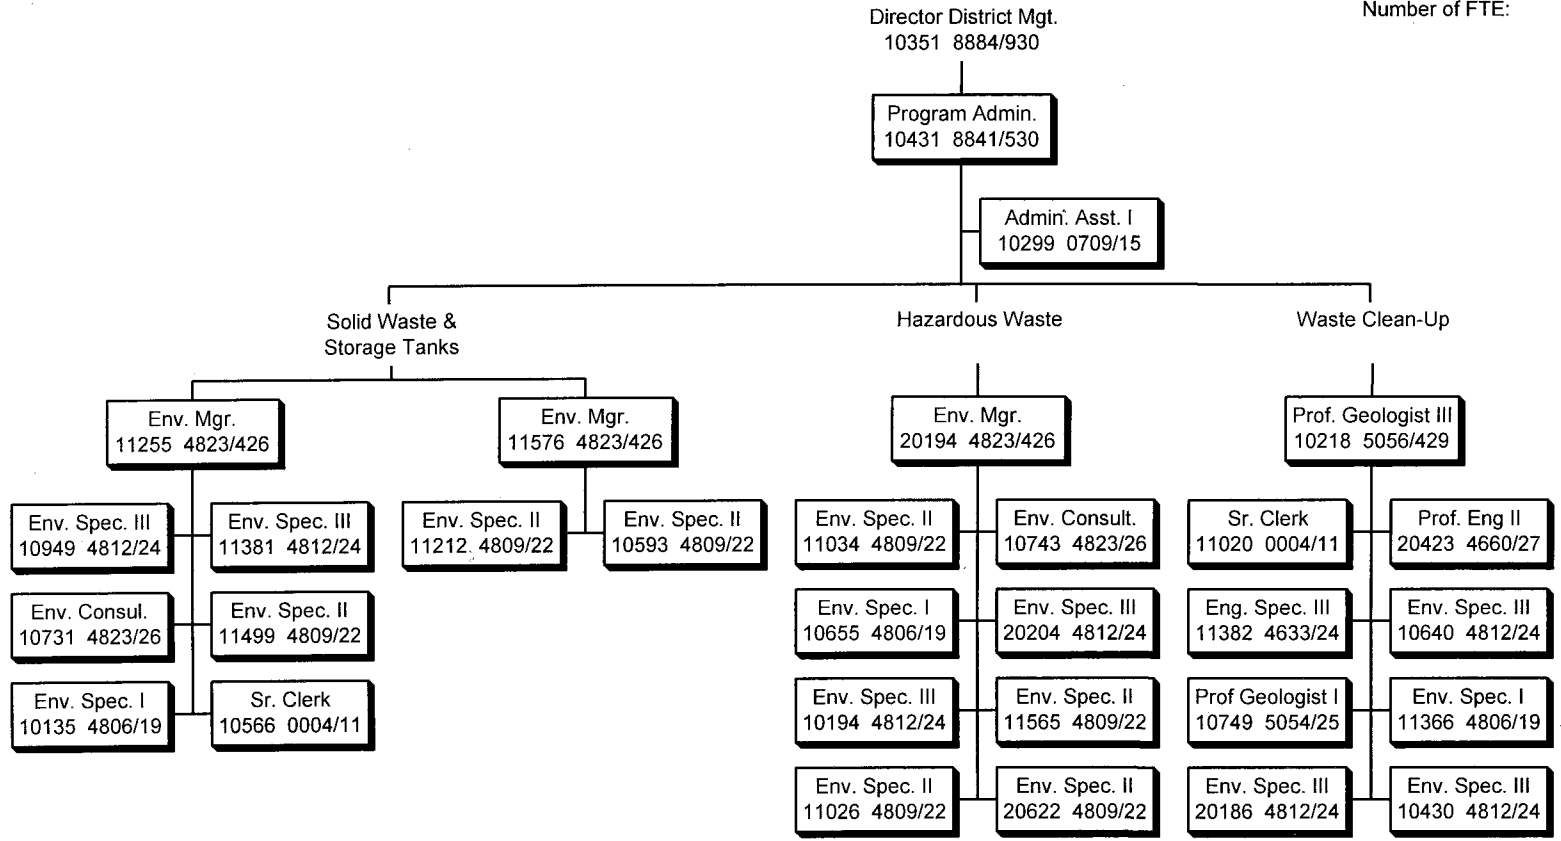 Number of FTE:
Director District Mgt.
10351 8884/930
Program Admin.
10431 8841/530
Admin. Asst. I
10299 0709/15
Solid Waste &
Storage Tanks
Hazardous Waste
Waste Clean-Up
Env. Mgr.
11255 4823/426
Env. Mgr.
11576 4823/426
Env. Mgr.
20194 4823/426
Prof. Geologist III
10218 5056/429
Env. Spec. III
10949 4812/24
Env. Spec. III
11381 4812/24
Env. Spec. II
11212 4809/22
Env. Spec. II
10593 4809/22
Env. Spec. II
11034 4809/22
Env. Consult.
10743 4823/26
Sr. Clerk
11020 0004/11
Prof. Eng II
20423 4660/27
Env. Consul.
10731 4823/26
Env. Spec. II
11499 4809/22
Env. Spec. I
10655 4806/19
Env. Spec. III
20204 4812/24
Eng. Spec. III
11382 4633/24
Env. Spec. III
10640 4812/24
Env. Spec. I
10135 4806/19
Sr. Clerk
10566 0004/11
Env. Spec. III
10194 4812/24
Env. Spec. II
11565 4809/22
Prof Geologist I
10749 5054/25
Env. Spec. I
11366 4806/19
Env. Spec. II
11026 4809/22
Env. Spec. II
20622 4809/22
Env. Spec. III
20186 4812/24
Env. Spec. III
10430 4812/24